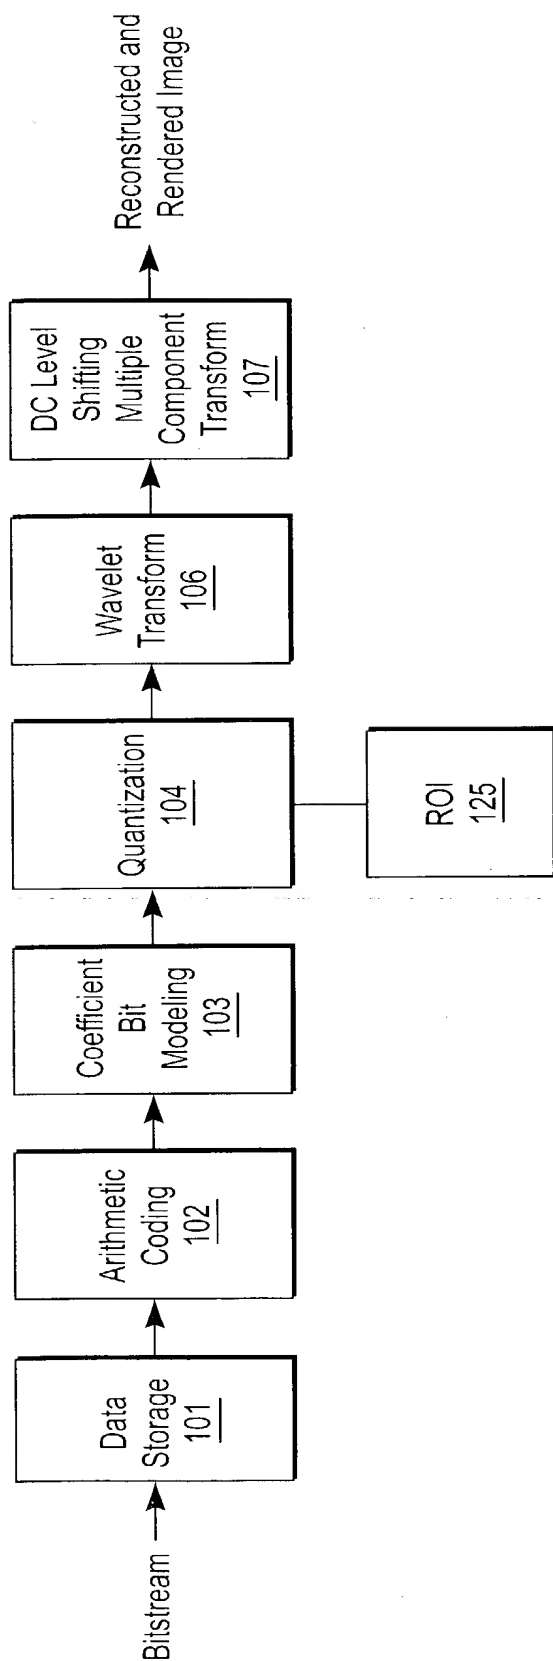 Bitstream
Data
Storage
101
Arithmetic
Coding
102
Coefficient
Bit
Modeling
103
Quantization
104
ROI
125
Wavelet
Transform
106
DC Level
Shifting
Multiple
Component
Transform
107
Reconstructed and
Rendered Image